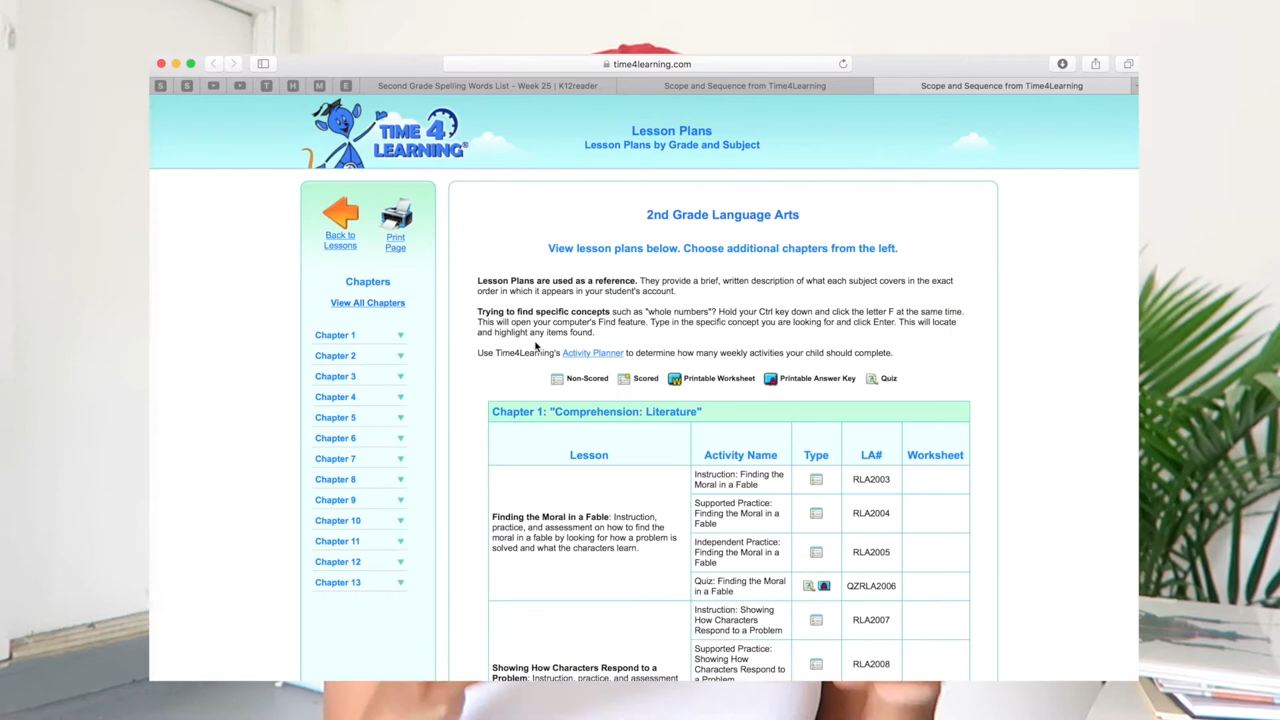 time4learning.com
S
S
T
H
M
E
Second Grade Spelling Words List - Week 25 | K12reader
Scope and Sequence from Time4Learning
Scope and Sequence from Time4Learning
TIME 4
LEARNING®
Lesson Plans
Lesson Plans by Grade and Subject
Back to
Lessons
Print
Page
Chapters
View All Chapters
Chapter 1
Chapter 2
Chapter 3
Chapter 4
Chapter 5
Chapter 6
Chapter 7
Chapter 8
Chapter 9
Chapter 10
Chapter 11
Chapter 12
Chapter 13
2nd Grade Language Arts
View lesson plans below. Choose additional chapters from the left.
Lesson Plans are used as a reference. They provide a brief, written description of what each subject covers in the exact
order in which it appears in your student's account.
Trying to find specific concepts such as "whole numbers"? Hold your Ctrl key down and click the letter F at the same time.
This will open your computer's Find feature. Type in the specific concept you are looking for and click Enter. This will locate
and highlight any items found.
Use Time4Learning's Activity Planner to determine how many weekly activities your child should complete.
Non-Scored Scored Printable Worksheet Printable Answer Key Quiz
Chapter 1: "Comprehension: Literature"
Lesson Activity Name Type LA# Worksheet
Finding the Moral in a Fable: Instruction,
practice, and assessment on how to find the
moral in a fable by looking for how a problem is
solved and what the characters learn.
Instruction: Finding the
Moral in a Fable
RLA2003
Supported Practice:
Finding the Moral in a
Fable
RLA2004
Independent Practice:
Finding the Moral in a
Fable
RLA2005
Quiz: Finding the Moral
in a Fable
QZRLA2006
Showing How Characters Respond to a
Problem: Instruction, practice, and assessment
Instruction: Showing
How Characters
Respond to a Problem
RLA2007
Supported Practice:
Showing How
Characters Respond to
a Problem
RLA2008